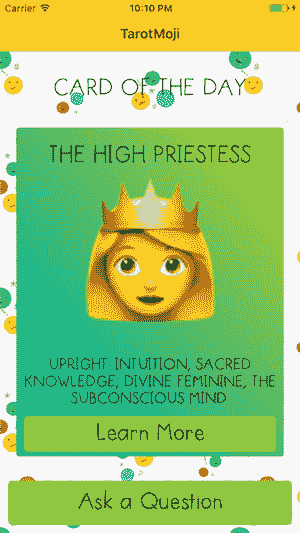 Carrier 10:10 PM
TarotMoji
CARD OF THE DAY
THE HIGH PRIESTESS
UPRIGHT INTUITION, SACRED
KNOWLEDGE, DIVINE FEMININE, THE
SUBCONSCIOUS MIND
Learn More
Ask a Question